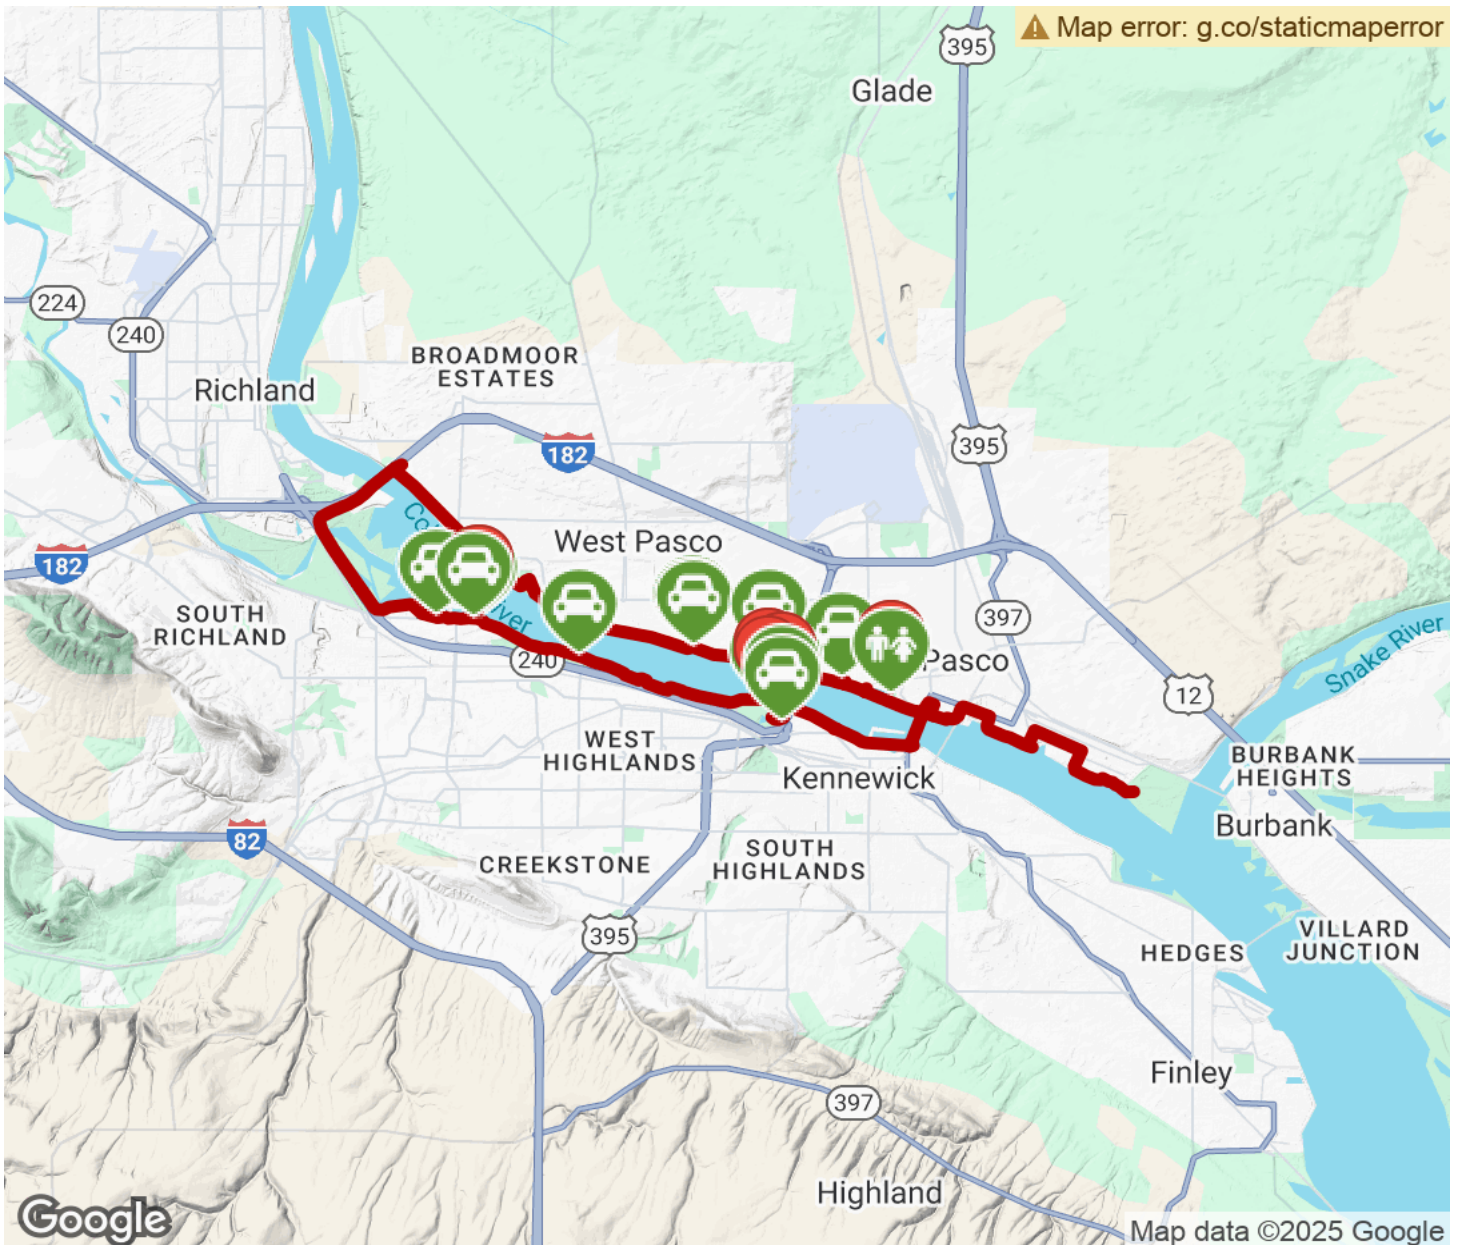 Map error: g.co/staticmaperror
395
Glade
224
240
BROADMOOR
ESTATES
Richland
395
182
West Pasco
182
397
SOUTH
RICHLAND
River
240
Pasco
Snake River
12
WEST
HIGHLANDS
Kennewick
BURBANK
HEIGHTS
Burbank
82
CREEKSTONE
SOUTH
HIGHLANDS
395
HEDGES
VILLARD
JUNCTION
Finley
397
Highland
Google
Map data ©2025 Google